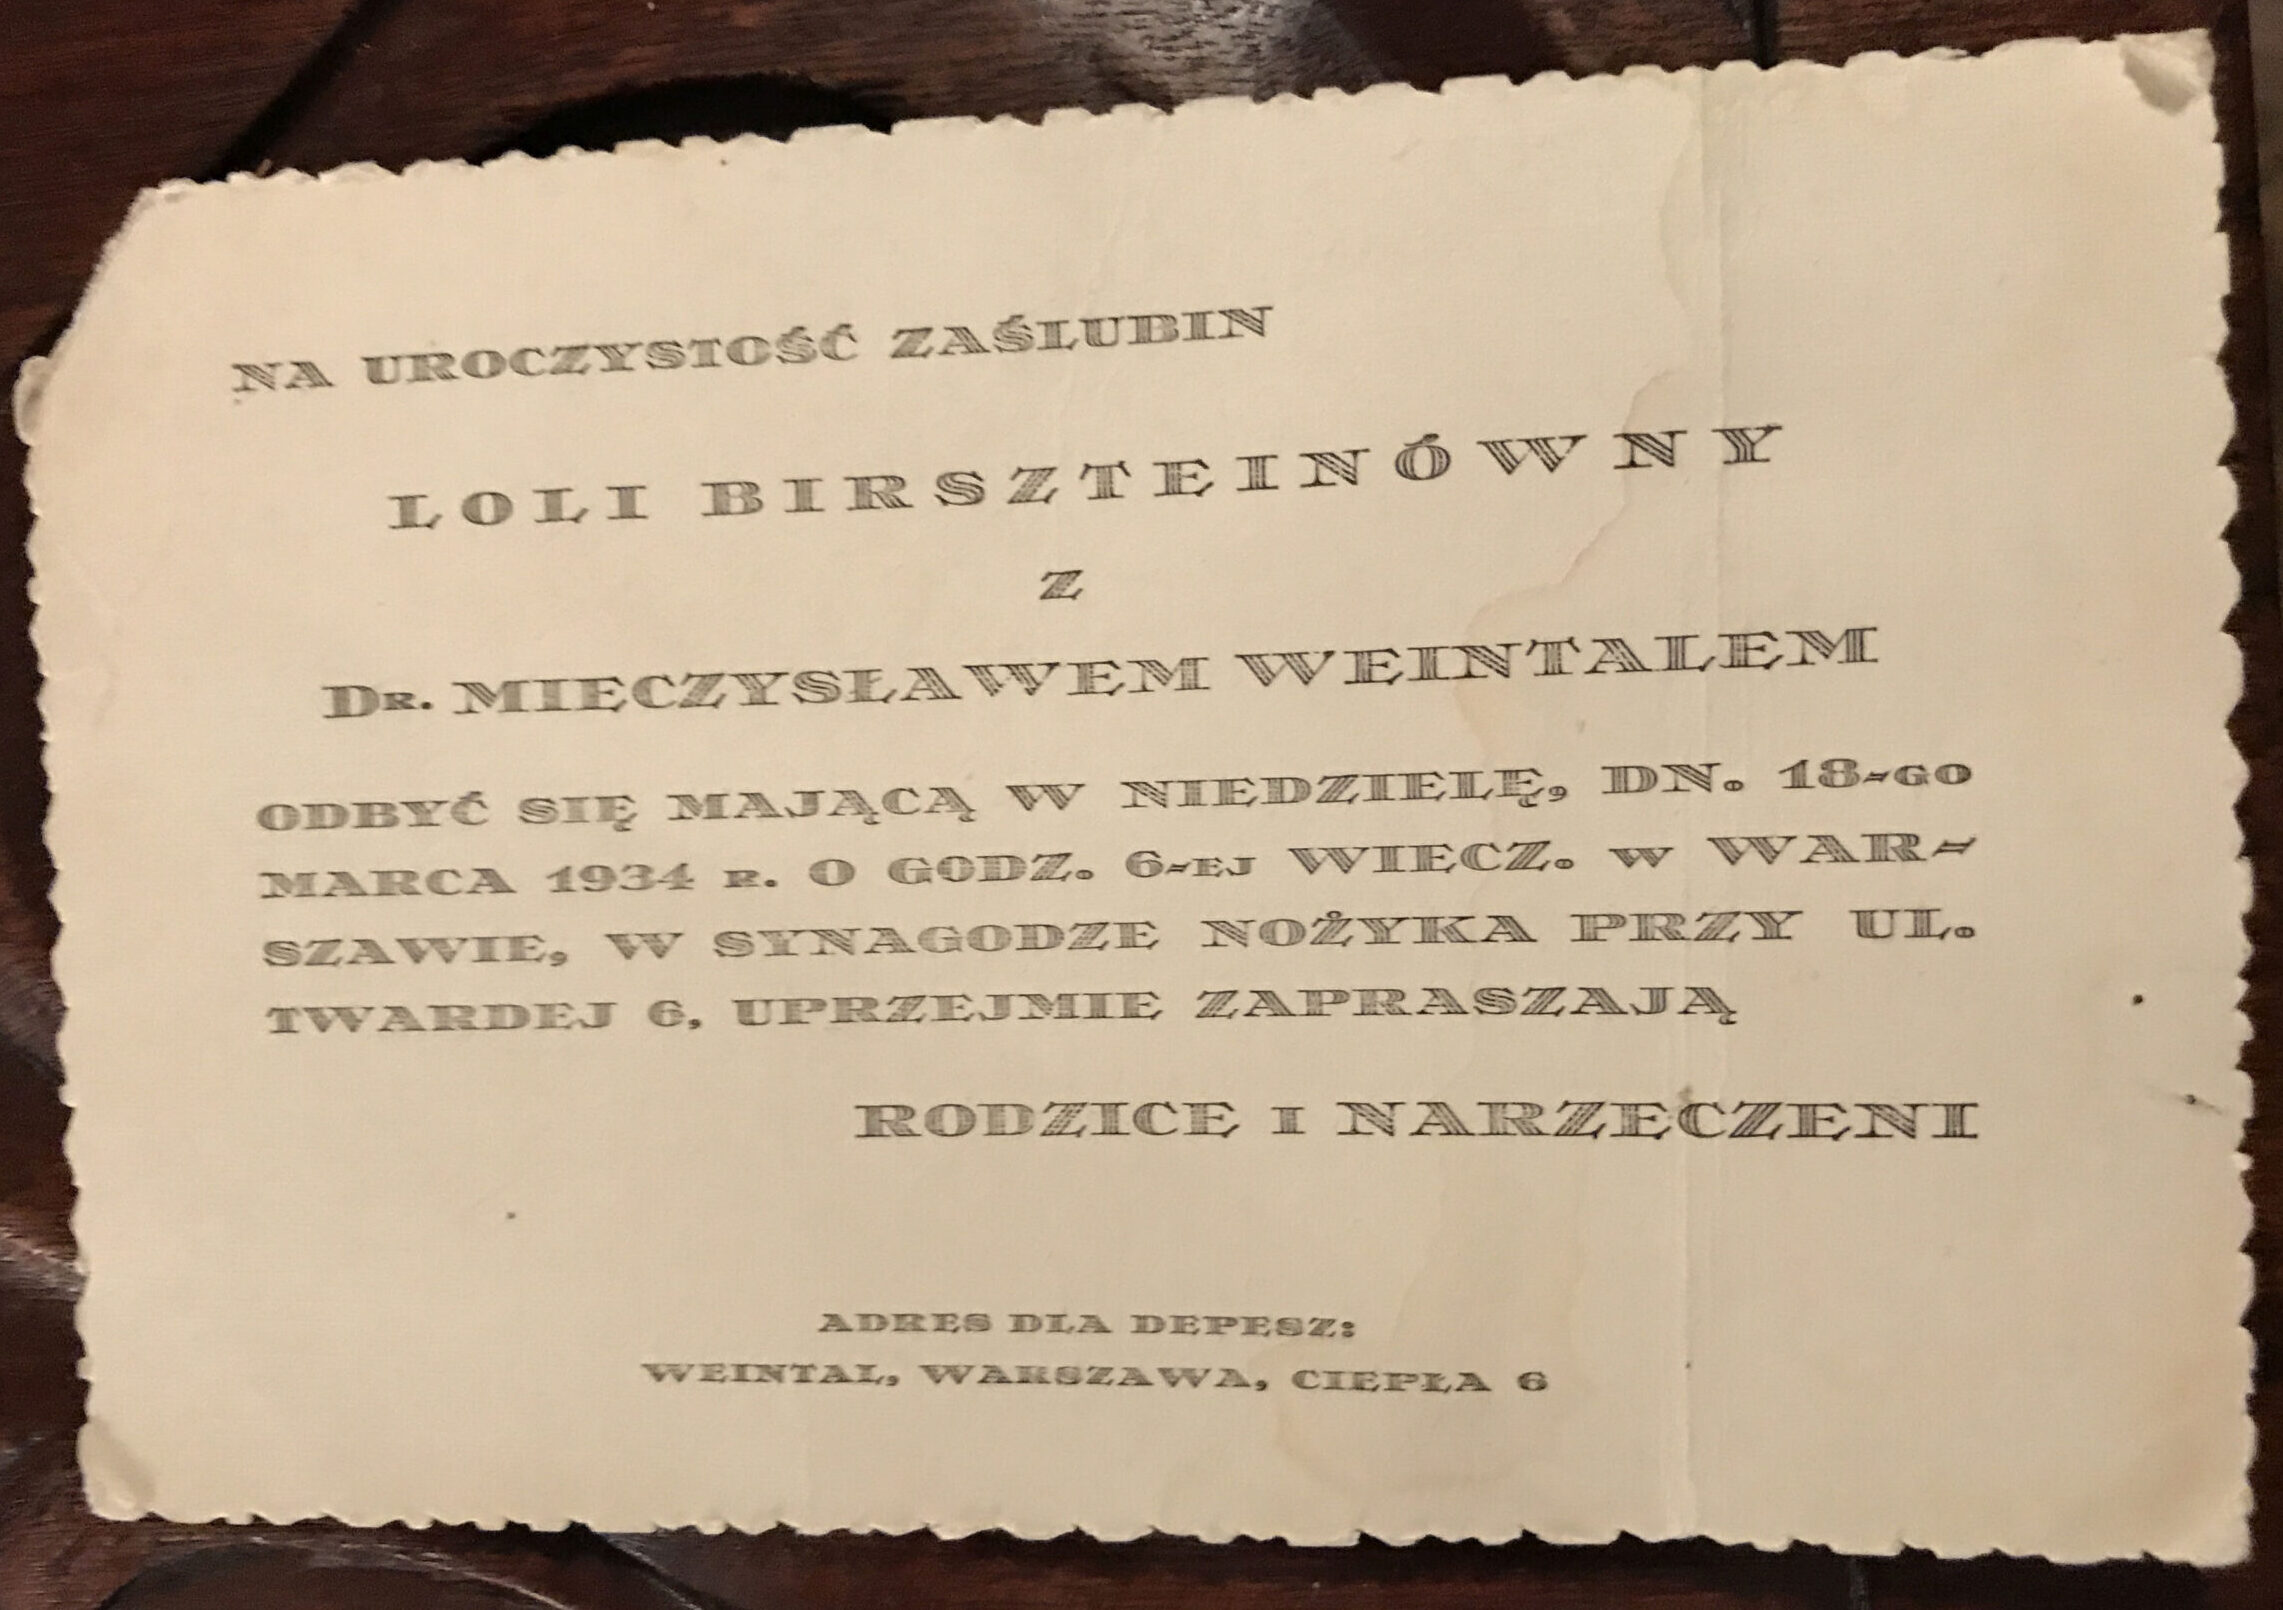 NA UROCZYSTOŚĆ ZAŚLUBIN
LOLI BIRSZTEINÓWNY
Z
DR. MIECZYSŁAWEM WEINTALEM
ODBYĆ SIĘ MAJĄCĄ W NIEDZIELĘ, DN. 18-GO
MARCA 1934 R. O GODZ. 6-EJ WIECZ. W WAR-
SZAWIE, W SYNAGODZE NOŻYKA PRZY UL.
TWARDEJ 6, UPRZEJMIE ZAPRASZAJĄ
RODZICE I NARZECZENI
ADRES DLA DEPESZ:
WEINTAL, WARSZAWA, CIEPŁA 6